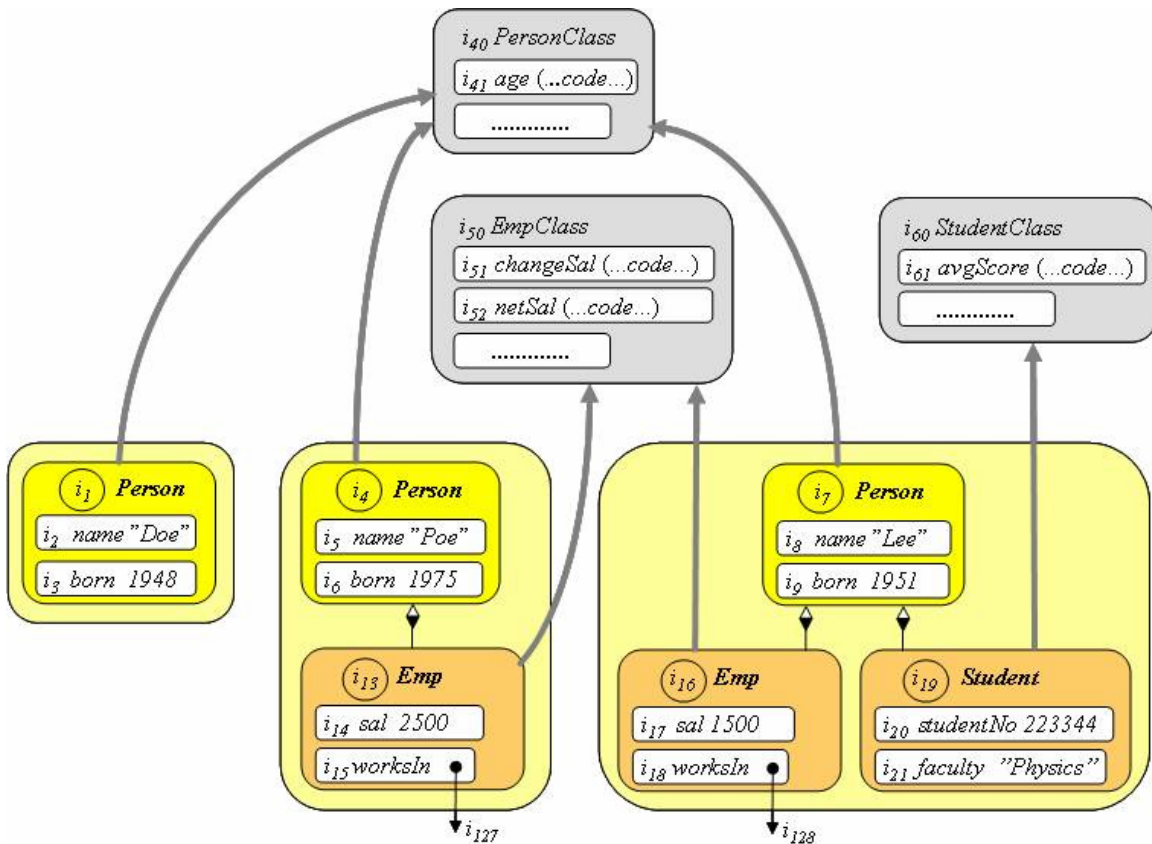 i40 PersonClass
i41 age (...code...)
.............
i50 EmpClass
i51 changeSal (...code...)
i52 netSal (...code...)
.............
i60 StudentClass
i61 avgScore (...code...)
.............
i1 Person
i2 name "Doe"
i3 born 1948
i4 Person
i5 name "Poe"
i6 born 1975
i7 Person
i8 name "Lee"
i9 born 1951
i13 Emp
i14 sal 2500
i15 worksIn
i127
i16 Emp
i17 sal 1500
i18 worksIn
i128
i19 Student
i20 studentNo 223344
i21 faculty "Physics"